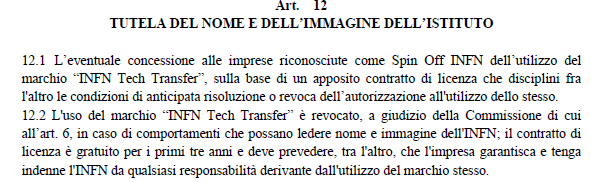 Art. 12
TUTELA DEL NOME E DELL'IMMAGINE DELL'ISTITUTO
12.1 L'eventuale concessione alle imprese riconosciute come Spin Off INFN dell'utilizzo del
marchio “INFN Tech Transfer”, sulla base di un apposito contratto di licenza che disciplini fra
l'altro le condizioni di anticipata risoluzione o revoca dell'autorizzazione all'utilizzo dello stesso.
12.2 L'uso del marchio “INFN Tech Transfer” è revocato, a giudizio della Commissione di cui
all'art. 6, in caso di comportamenti che possano ledere nome e immagine dell'INFN; il contratto di
licenza è gratuito per i primi tre anni e deve prevedere, tra l'altro, che l'impresa garantisca e tenga
indenne l'INFN da qualsiasi responsabilità derivante dall'utilizzo del marchio stesso.